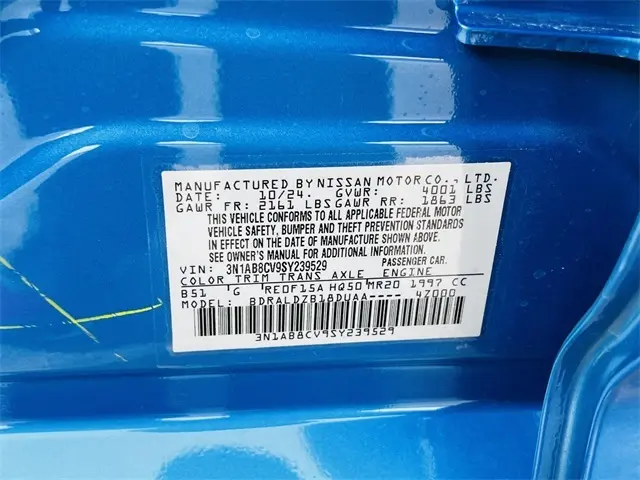 MANUFACTURED BY NISSAN MOTOR CO., LTD.
DATE: 10/24. GVWR: 4001 LBS
GAWR FR: 2161 LBS GAWR RR: 1863 LBS
THIS VEHICLE CONFORMS TO ALL APPLICABLE FEDERAL MOTOR
VEHICLE SAFETY, BUMPER AND THEFT PREVENTION STANDARDS
IN EFFECT ON THE DATE OF MANUFACTURE SHOWN ABOVE.
SEE OWNER'S MANUAL FOR ADDITIONAL INFORMATION.
VIN: 3N1AB8CV9SY239529 PASSENGER CAR.
COLOR TRIM TRANS AXLE ENGINE
B51 G RE0F15A HQ50 MR20 1997 CC
MODEL: BDRALDZB18DUAA---- 47000
3N1AB8CV9SY239529